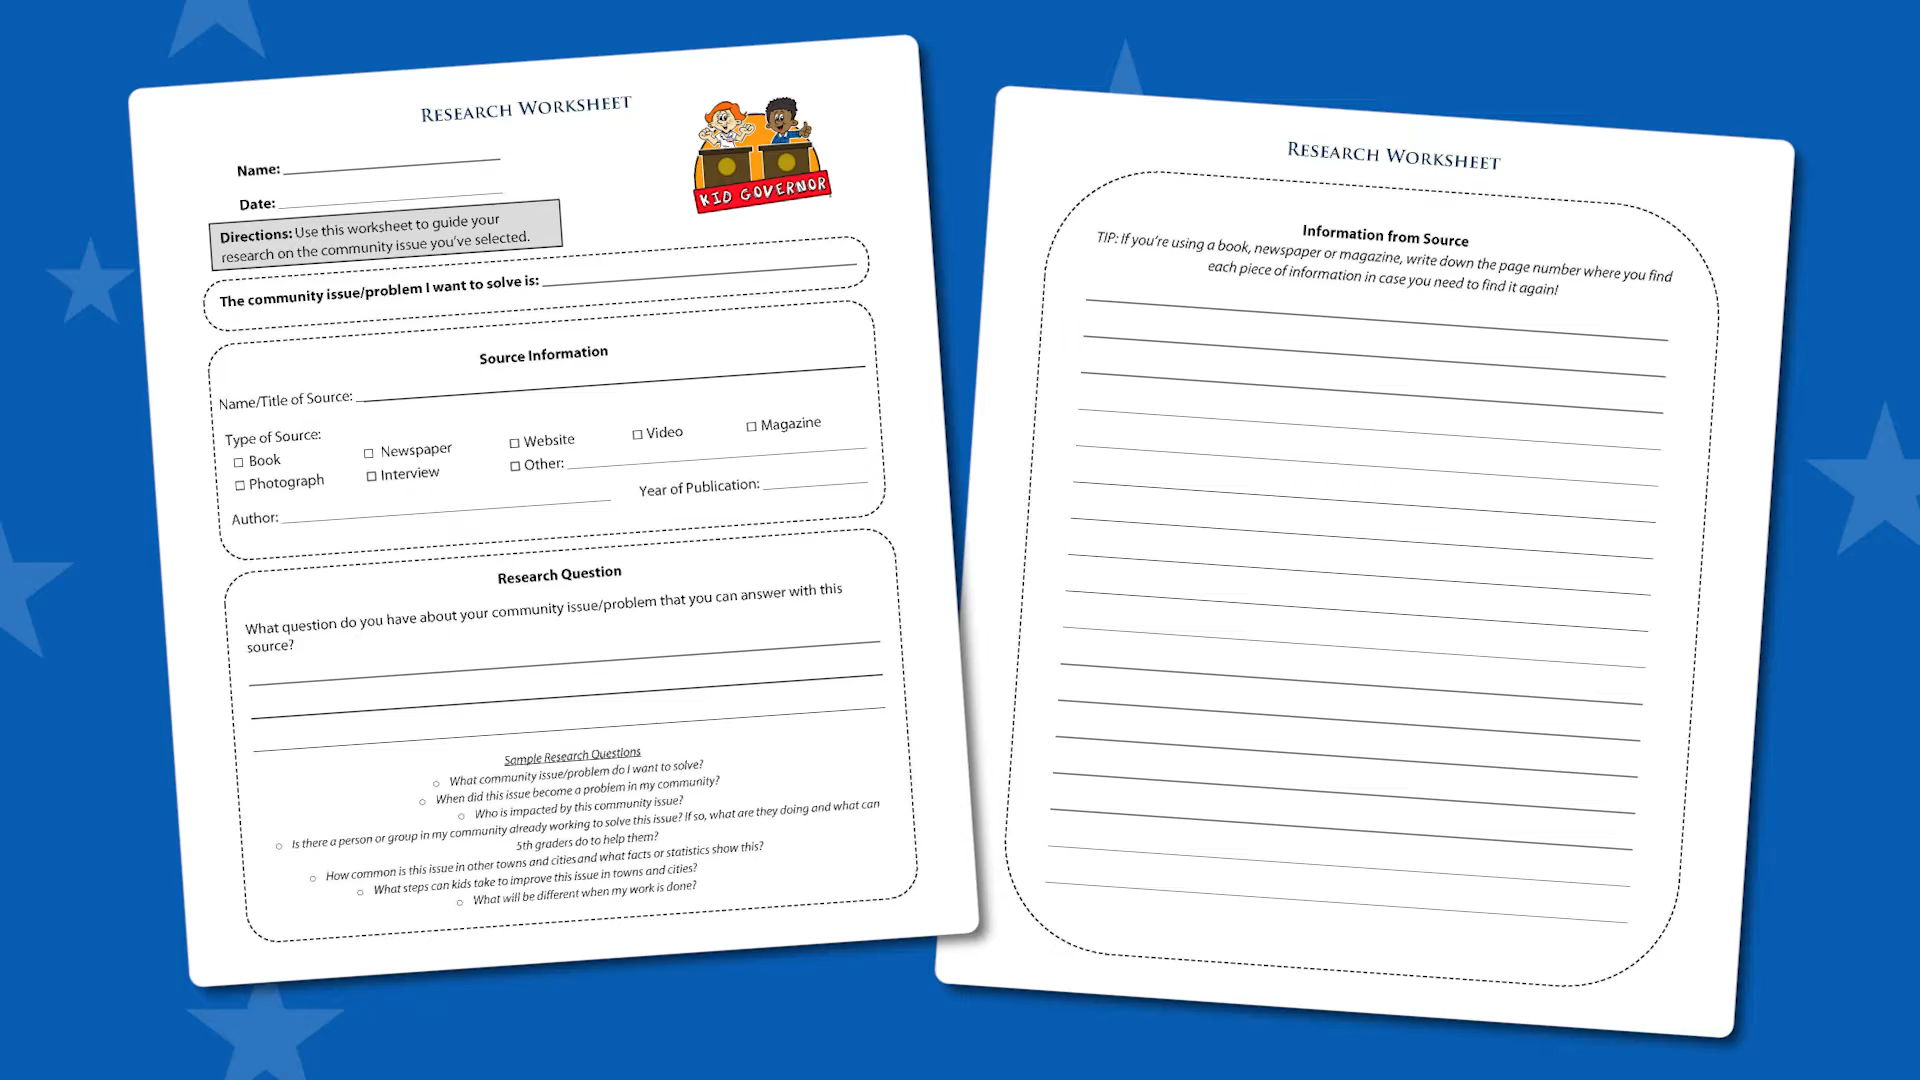 RESEARCH WORKSHEET
KID GOVERNOR
Name:
Date:
Directions: Use this worksheet to guide your
research on the community issue you've selected.
The community issue/problem I want to solve is:
Source Information
Name/Title of Source:
Type of Source:
☐ Book ☐ Newspaper ☐ Website ☐ Video ☐ Magazine
☐ Photograph ☐ Interview ☐ Other:
Author: Year of Publication:
Research Question
What question do you have about your community issue/problem that you can answer with this
source?
Sample Research Questions
○ What community issue/problem do I want to solve?
○ When did this issue become a problem in my community?
○ Who is impacted by this community issue?
○ Is there a person or group in my community already working to solve this issue? If so, what are they doing and what can
5th graders do to help them?
○ How common is this issue in other towns and cities and what facts or statistics show this?
○ What steps can kids take to improve this issue in towns and cities?
○ What will be different when my work is done?
RESEARCH WORKSHEET
Information from Source
TIP: If you're using a book, newspaper or magazine, write down the page number where you find
each piece of information in case you need to find it again!